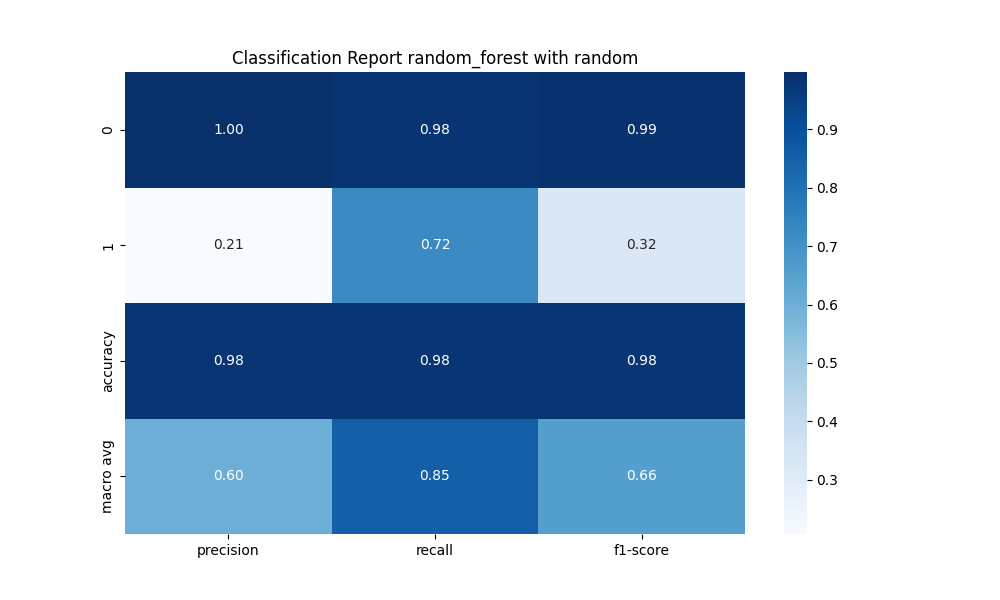 Classification Report random_forest with random
0 1.00 0.98 0.99
1 0.21 0.72 0.32
accuracy 0.98 0.98 0.98
macro avg 0.60 0.85 0.66
precision recall f1-score
0.9
0.8
0.7
0.6
0.5
0.4
0.3